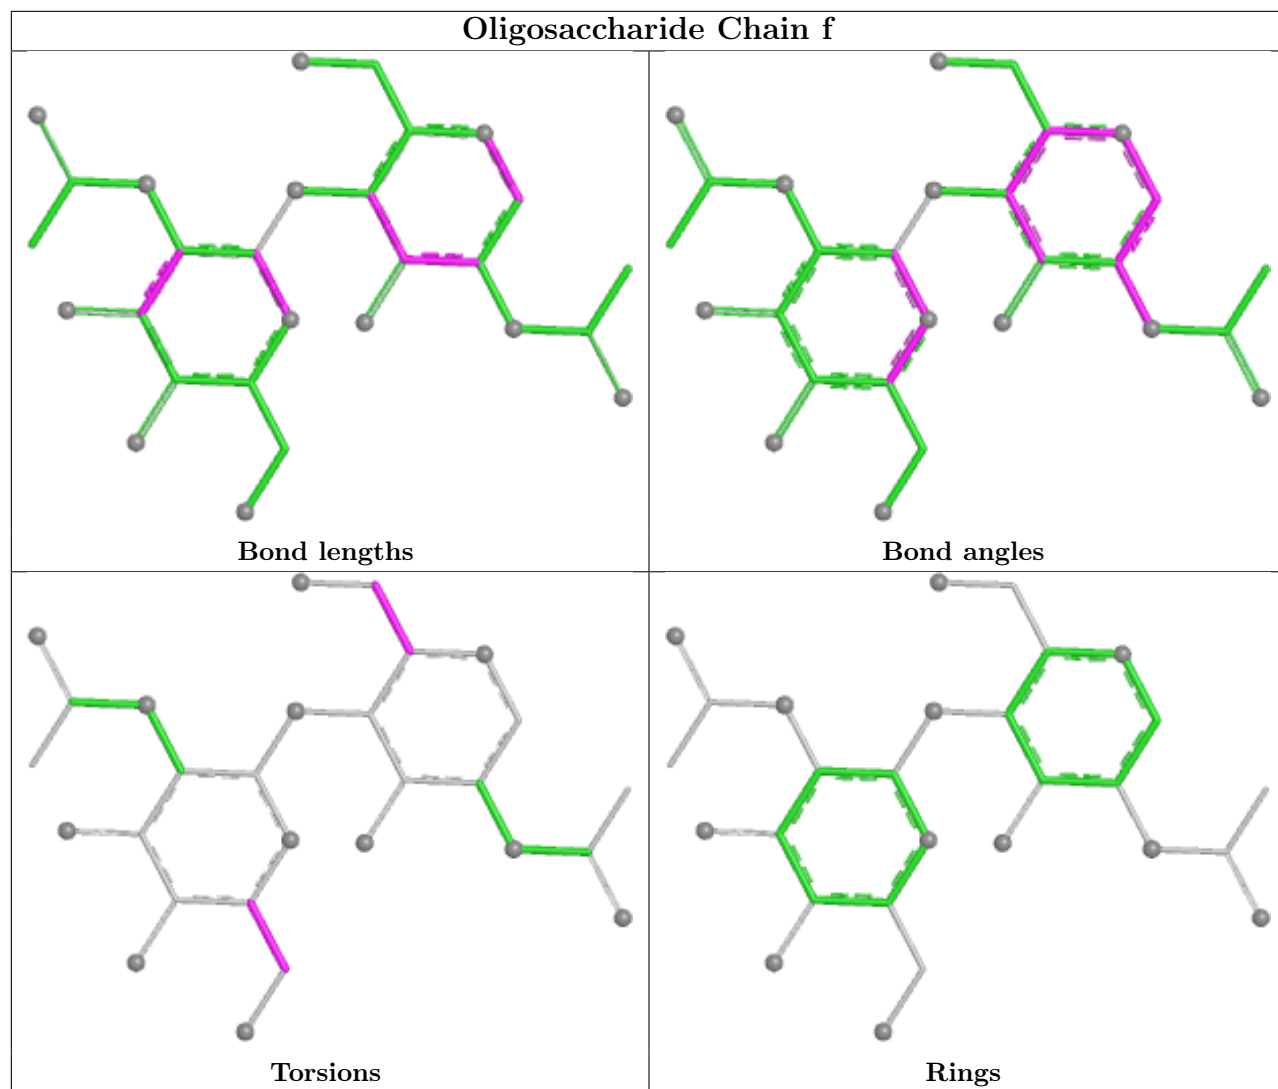 Oligosaccharide Chain f
Bond lengths
Bond angles
Torsions
Rings